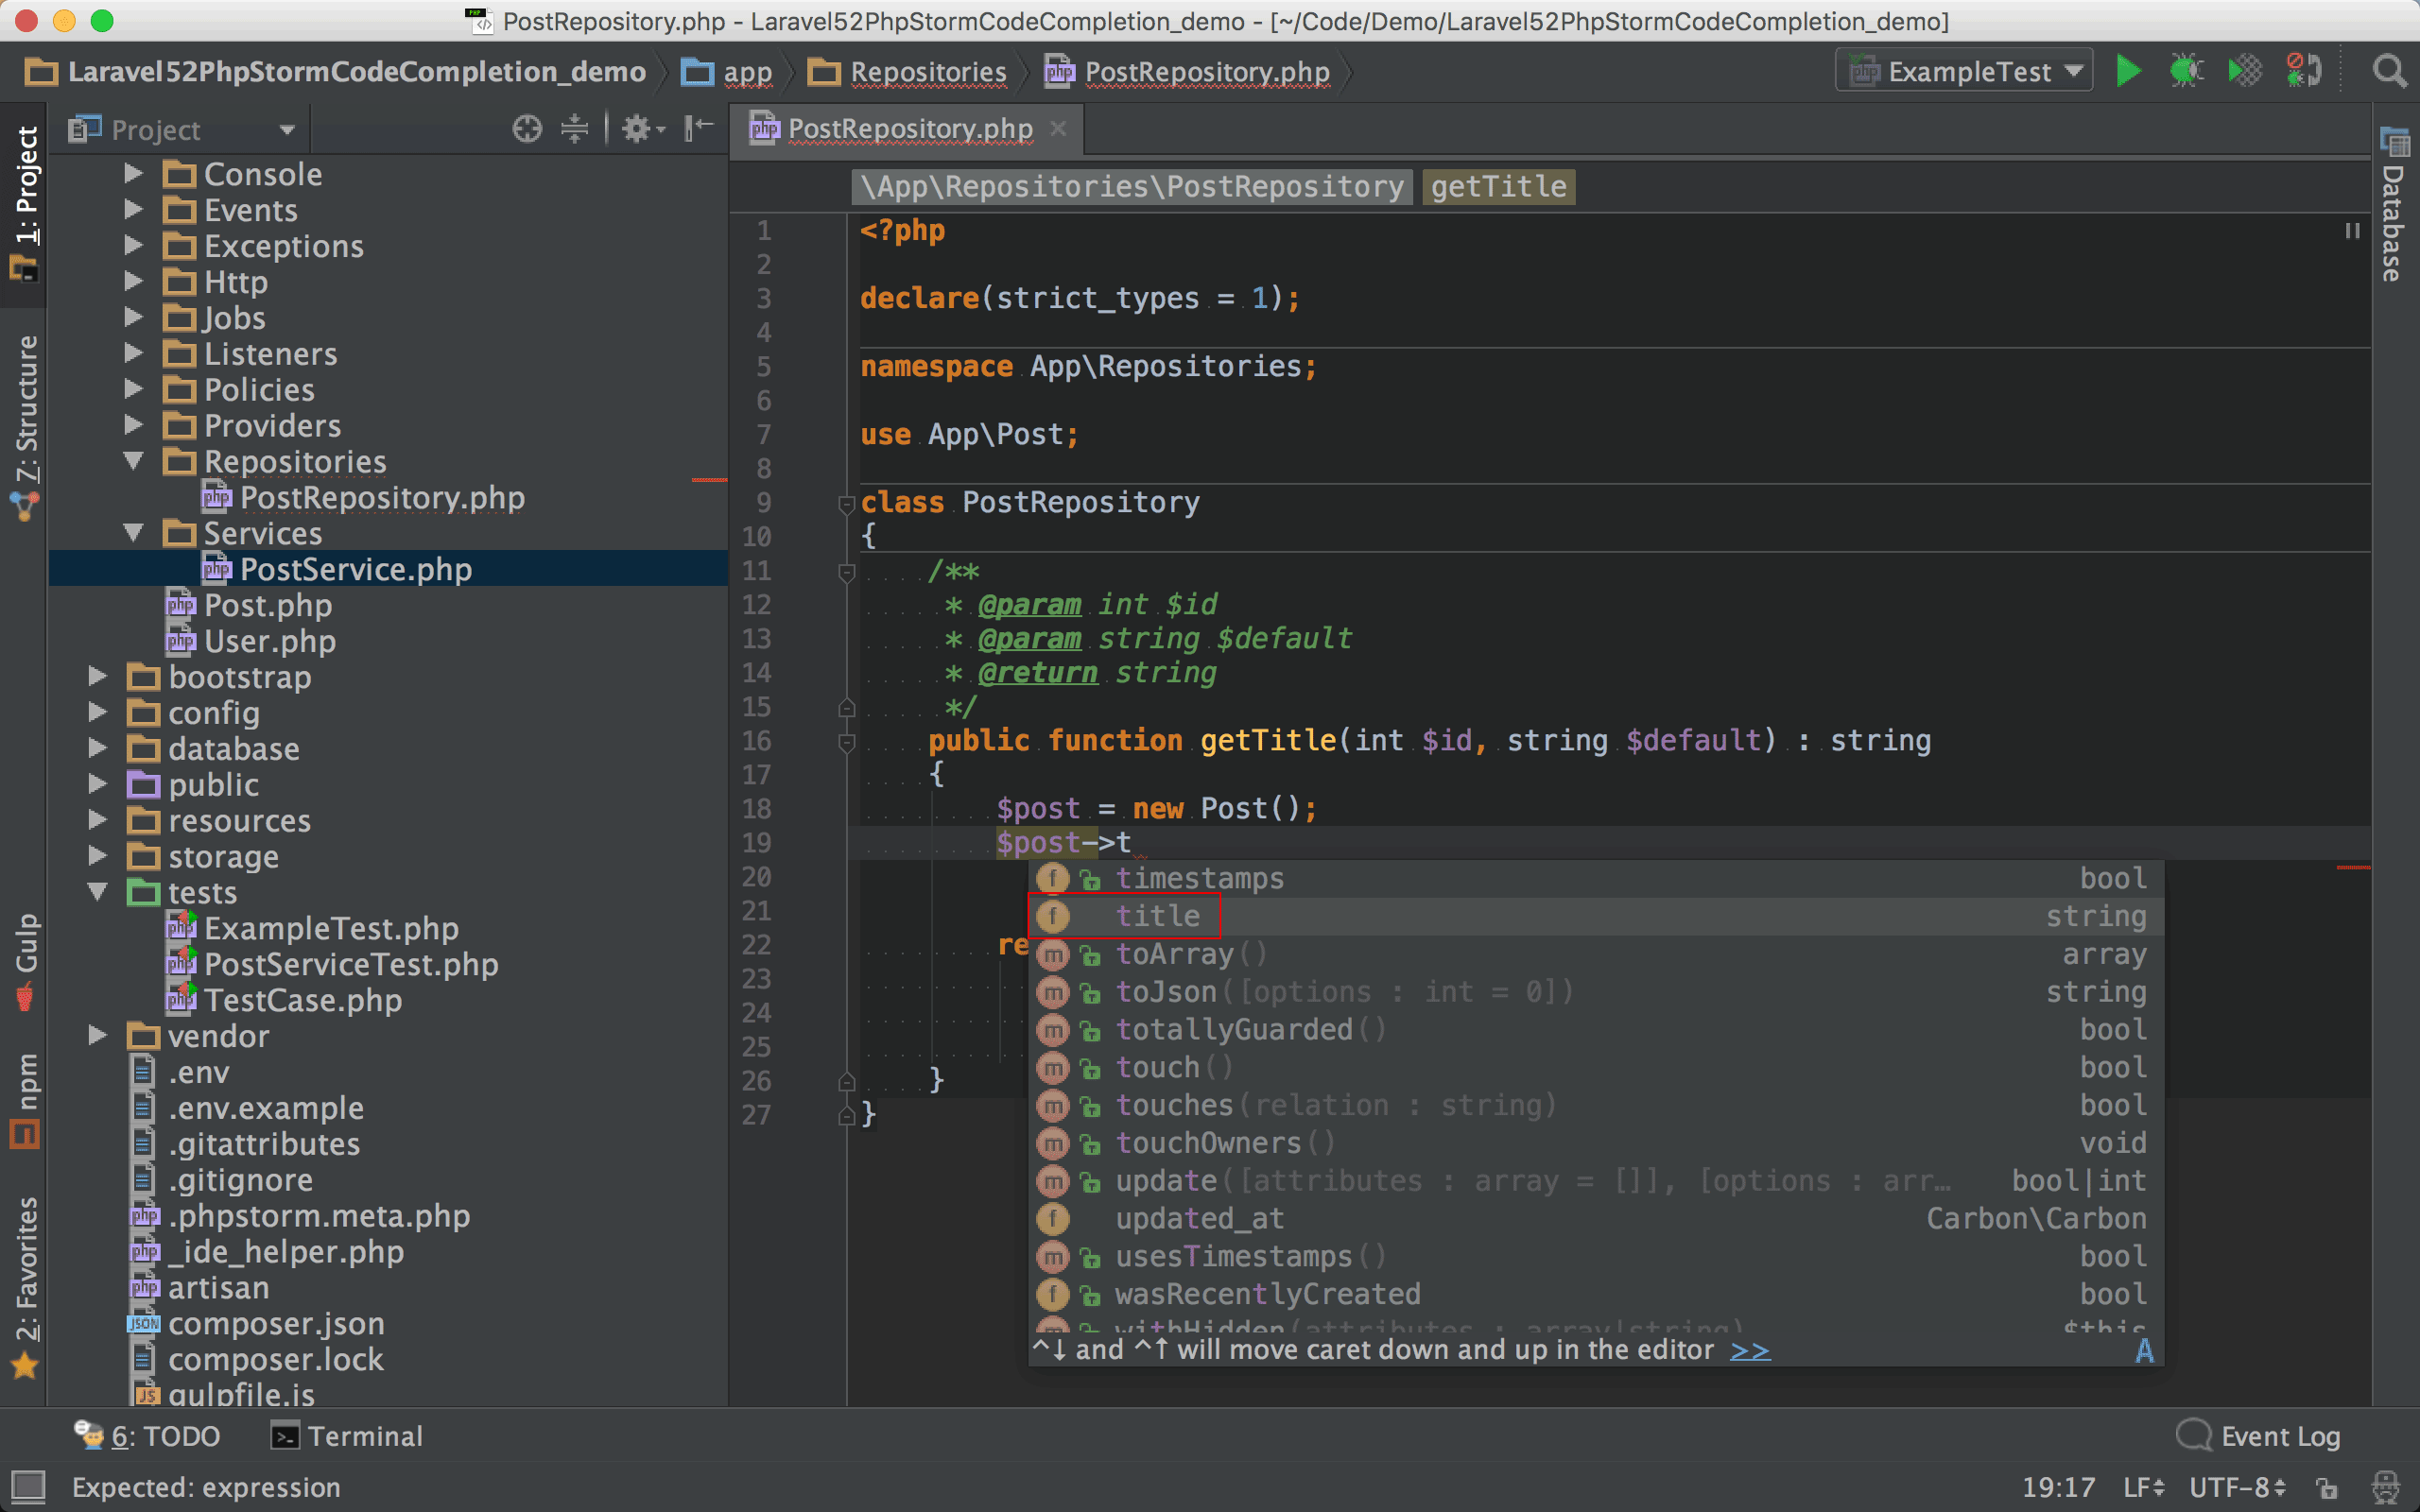 PostRepository.php - Laravel52PhpStormCodeCompletion_demo - [~/Code/Demo/Laravel52PhpStormCodeCompletion_demo]
Laravel52PhpStormCodeCompletion_demo
app
Repositories
PostRepository.php
ExampleTest
Project
PostRepository.php
\App\Repositories\PostRepository
getTitle
1: Project
Z: Structure
Gulp
npm
2: Favorites
Database
Console
Events
Exceptions
Http
Jobs
Listeners
Policies
Providers
Repositories
PostRepository.php
Services
PostService.php
Post.php
User.php
bootstrap
config
database
public
resources
storage
tests
ExampleTest.php
PostServiceTest.php
TestCase.php
vendor
.env
.env.example
.gitattributes
.gitignore
.phpstorm.meta.php
_ide_helper.php
artisan
composer.json
composer.lock
gulpfile.js
1 <?php
2
3 declare(strict_types = 1);
4
5 namespace App\Repositories;
6
7 use App\Post;
8
9 class PostRepository
10 {
11 /**
12 * @param int $id
13 * @param string $default
14 * @return string
15 */
16 public function getTitle(int $id, string $default) : string
17 {
18 $post = new Post();
19 $post->t
20
21
22 re
23
24
25
26 }
27 }
timestamps bool
title string
toArray() array
toJson([options : int = 0]) string
totallyGuarded() bool
touch() bool
touches(relation : string) bool
touchOwners() void
update([attributes : array = []], [options : arr… bool|int
updated_at Carbon\Carbon
usesTimestamps() bool
wasRecentlyCreated bool
withHidden(attributes : array|string) $this
^↓ and ^↑ will move caret down and up in the editor >>
6: TODO
Terminal
Event Log
Expected: expression
19:17
LF
UTF-8